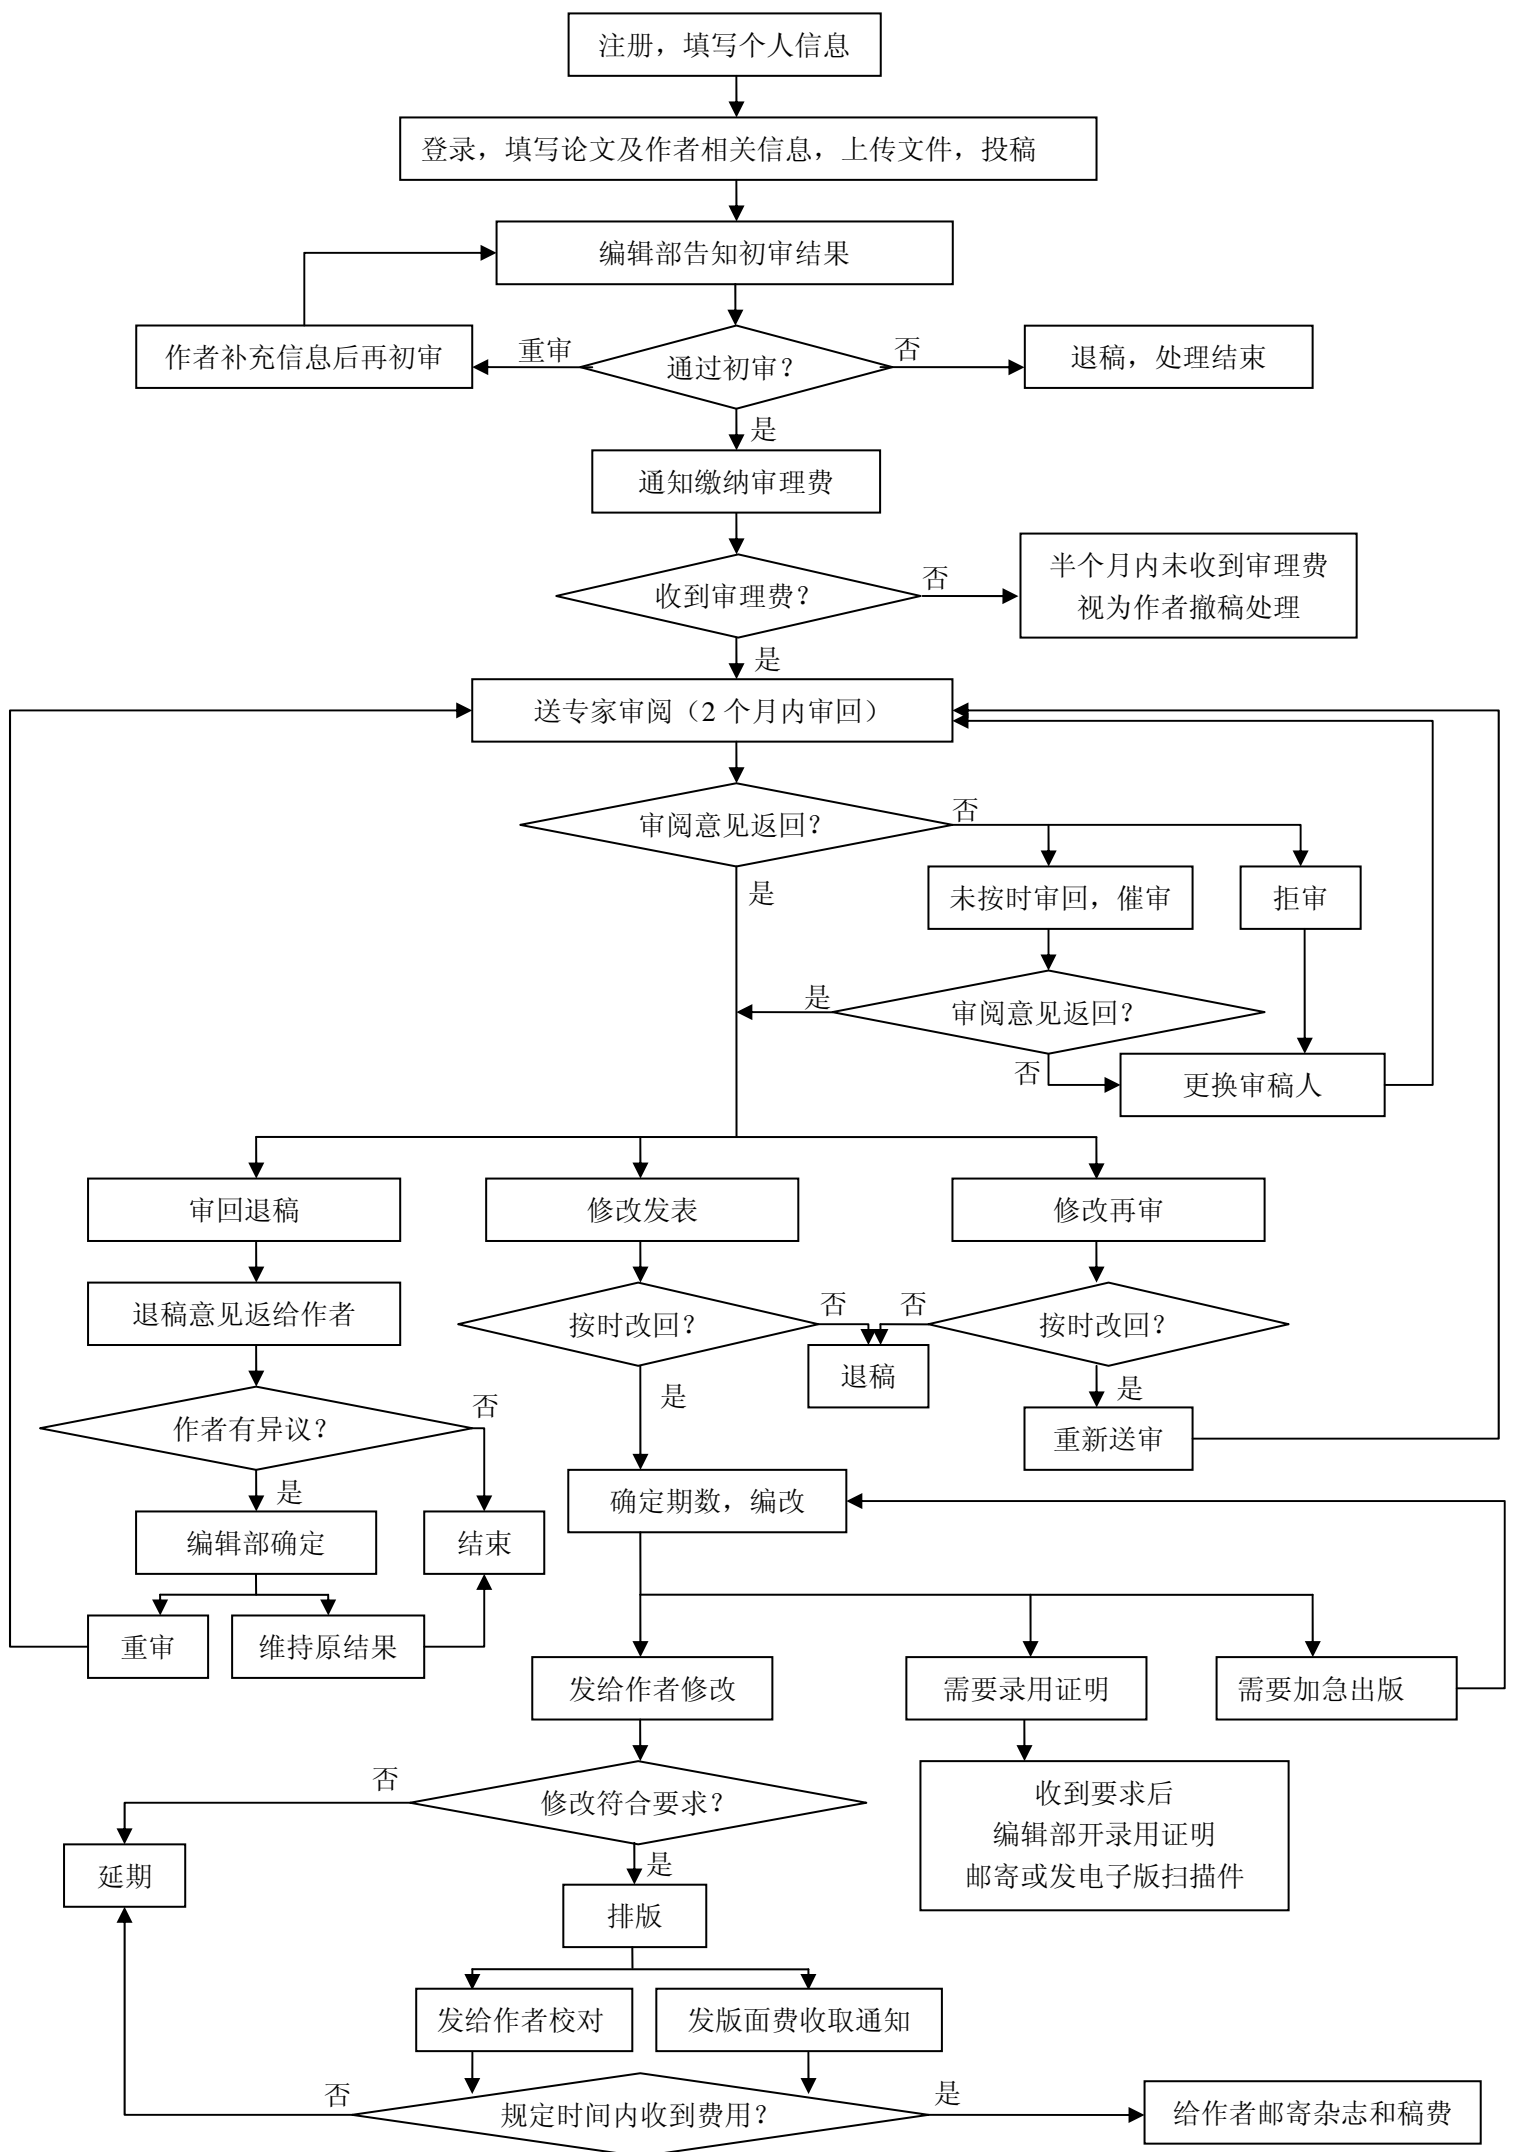 注册，填写个人信息
登录，填写论文及作者相关信息，上传文件，投稿
编辑部告知初审结果
作者补充信息后再初审
重审
通过初审？
否
退稿，处理结束
是
通知缴纳审理费
收到审理费？
否
半个月内未收到审理费
视为作者撤稿处理
是
送专家审阅（2 个月内审回）
审阅意见返回？
否
是
未按时审回，催审
拒审
是
审阅意见返回？
否
更换审稿人
审回退稿
修改发表
修改再审
退稿意见返给作者
按时改回？
否
否
按时改回？
退稿
是
是
作者有异议？
否
重新送审
是
确定期数，编改
编辑部确定
结束
重审
维持原结果
发给作者修改
需要录用证明
需要加急出版
否
修改符合要求？
收到要求后
编辑部开录用证明
邮寄或发电子版扫描件
延期
是
排版
发给作者校对
发版面费收取通知
否
规定时间内收到费用？
是
给作者邮寄杂志和稿费